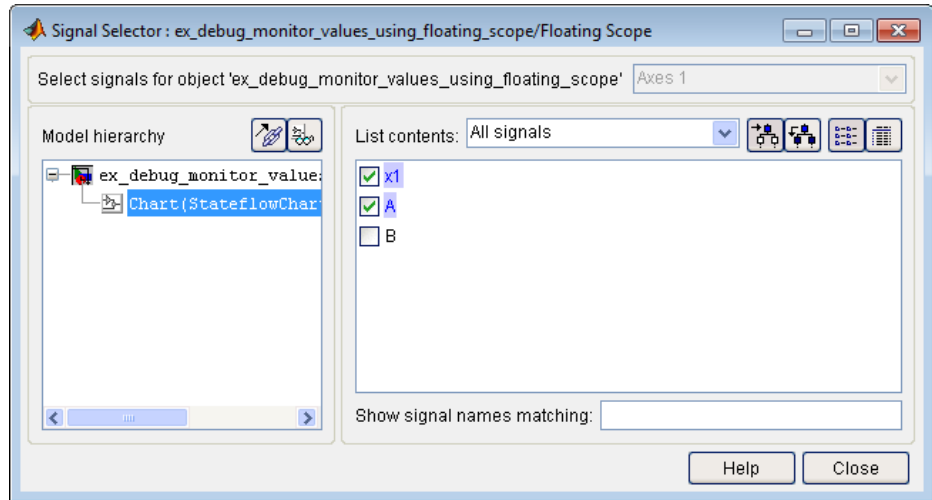 Signal Selector : ex_debug_monitor_values_using_floating_scope/Floating Scope
Select signals for object 'ex_debug_monitor_values_using_floating_scope' Axes 1
Model hierarchy
ex_debug_monitor_value
Chart(StateflowChar
List contents: All signals
x1
A
B
Show signal names matching:
Help Close